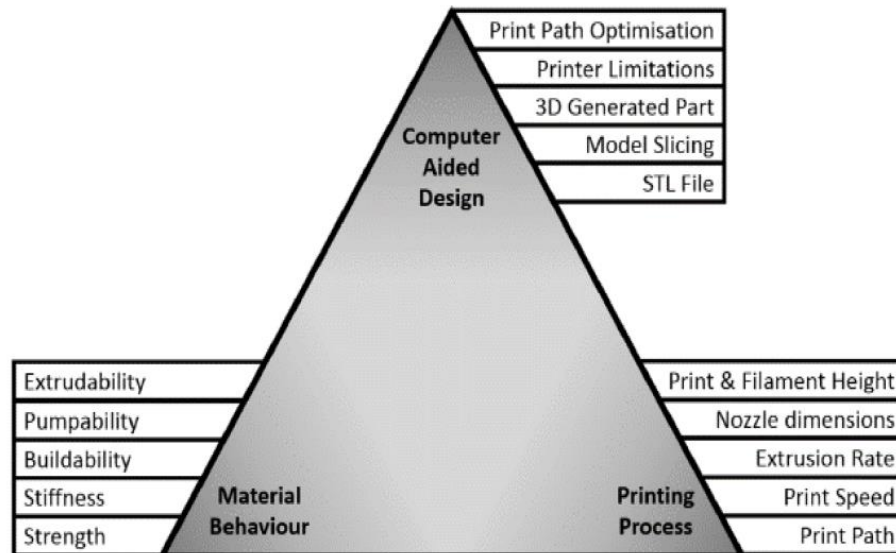 Print Path Optimisation
Printer Limitations
3D Generated Part
Model Slicing
STL File
Computer
Aided
Design
Extrudability
Pumpability
Buildability
Stiffness
Strength
Material
Behaviour
Print & Filament Height
Nozzle dimensions
Extrusion Rate
Print Speed
Print Path
Printing
Process